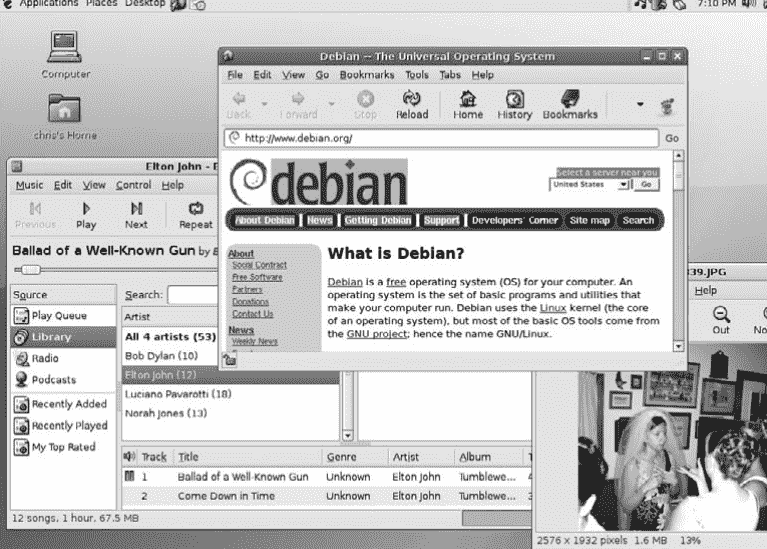 Applications Places Desktop
7:10 PM
Computer
chris's Home
Debian -- The Universal Operating System
File Edit View Go Bookmarks Tools Tabs Help
Back Forward Stop Reload Home History Bookmarks
http://www.debian.org/ Go
debian
Select a server near you
United States Go
About Debian News Getting Debian Support Developers' Corner Site map Search
About
Social Contract
Free Software
Partners
Donations
Contact Us
News
Weekly News
What is Debian?
Debian is a free operating system (OS) for your computer. An
operating system is the set of basic programs and utilities that
make your computer run. Debian uses the Linux kernel (the core
of an operating system), but most of the basic OS tools come from
the GNU project; hence the name GNU/Linux.
Elton John -
Music Edit View Control Help
Previous Play Next Repeat
Ballad of a Well-Known Gun by
Source
Play Queue
Library
Radio
Podcasts
Recently Added
Recently Played
My Top Rated
Search:
Artist
All 4 artists (53)
Bob Dylan (10)
Elton John (12)
Luciano Pavarotti (18)
Norah Jones (13)
Track Title Genre Artist Album
1 Ballad of a Well-Known Gun Unknown Elton John Tumblewe...
2 Come Down in Time Unknown Elton John Tumblewe...
12 songs, 1 hour, 67.5 MB
39.JPG
Help
Out
2576 x 1932 pixels 1.6 MB 13%